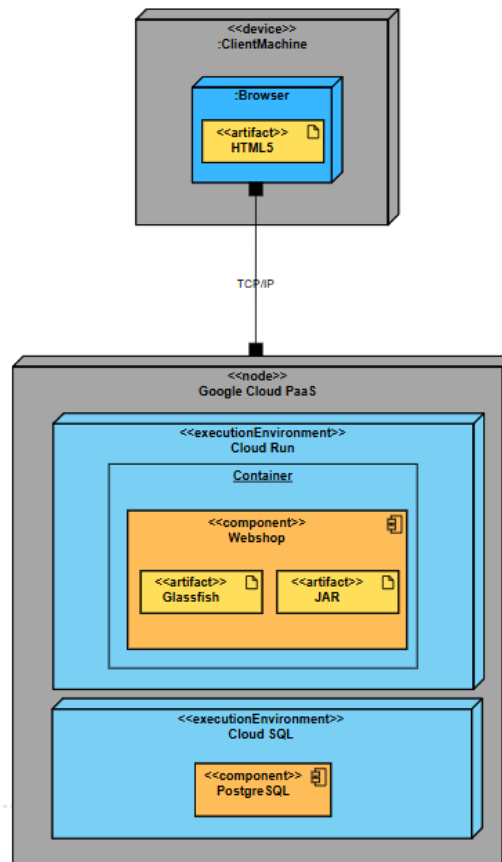 <<device>>
:ClientMachine
:Browser
<<artifact>>
HTML5
TCP/IP
<<node>>
Google Cloud PaaS
<<executionEnvironment>>
Cloud Run
Container
<<component>>
Webshop
<<artifact>>
Glassfish
<<artifact>>
JAR
<<executionEnvironment>>
Cloud SQL
<<component>>
PostgreSQL